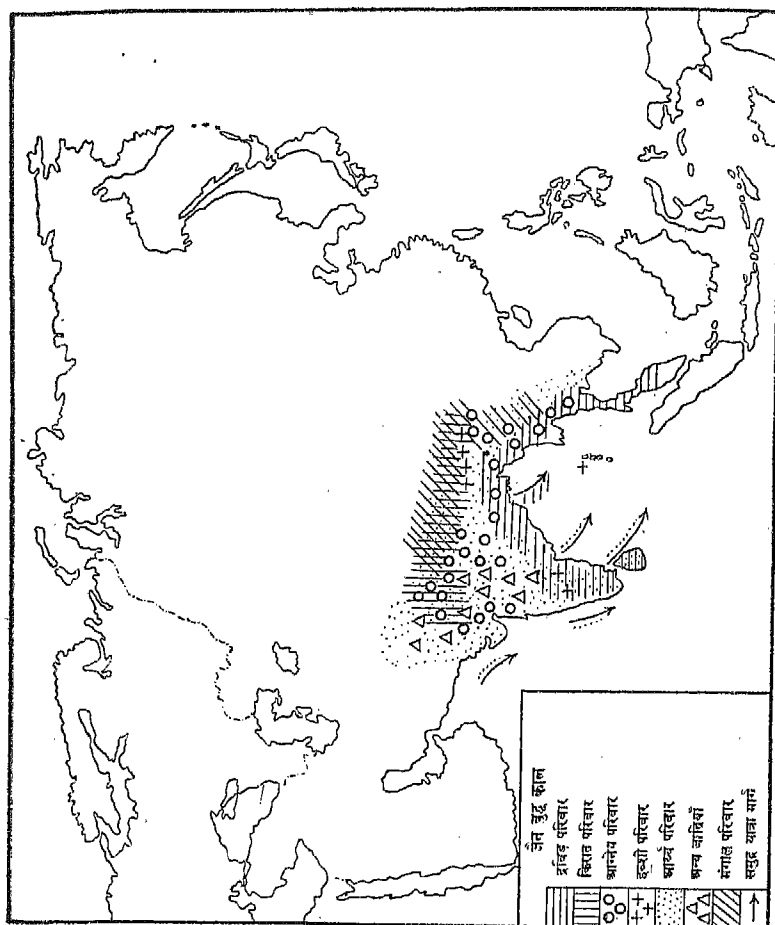 जैन बुद्ध काल
द्रविड़ परिवार
किरात परिवार
आग्नेय परिवार
हब्शी परिवार
आर्य्य परिवार
अन्य जातियाँ
मंगोल परिवार
समुद्र यात्रा मार्ग